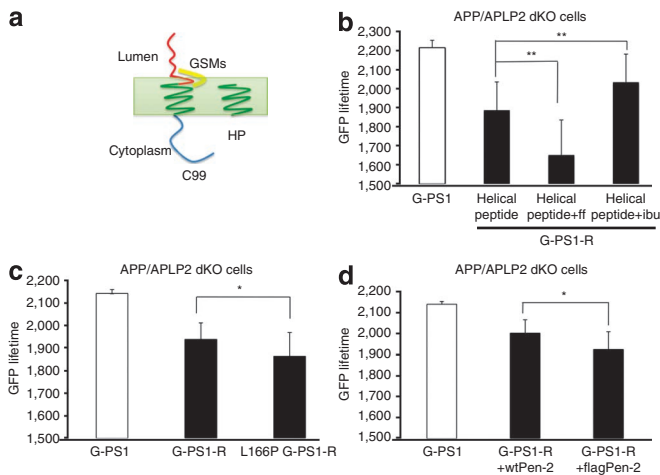 a
Lumen
GSMs
Cytoplasm
HP
C99
b
APP/APLP2 dKO cells
GFP lifetime
2,300
2,200
2,100
2,000
1,900
1,800
1,700
1,600
1,500
**
**
G-PS1
Helical peptide
Helical peptide+ff
Helical peptide+ibu
G-PS1-R
c
APP/APLP2 dKO cells
GFP lifetime
2,200
2,100
2,000
1,900
1,800
1,700
1,600
1,500
*
G-PS1
G-PS1-R
L166P G-PS1-R
d
APP/APLP2 dKO cells
GFP lifetime
2,200
2,100
2,000
1,900
1,800
1,700
1,600
1,500
*
G-PS1
G-PS1-R +wtPen-2
G-PS1-R +flagPen-2